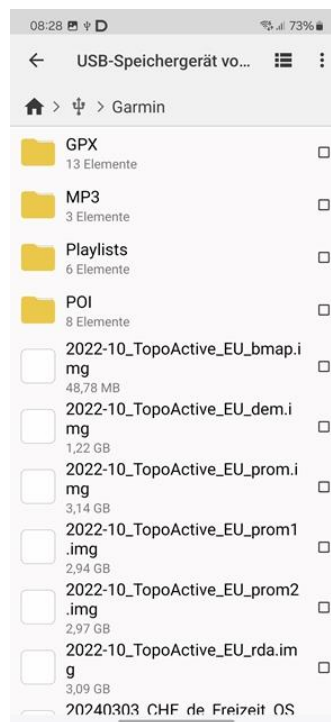 08:28 D 73%
USB-Speichergerät vo...
> > Garmin
GPX
13 Elemente
MP3
3 Elemente
Playlists
6 Elemente
POI
8 Elemente
2022-10_TopoActive_EU_bmap.i
mg
48,78 MB
2022-10_TopoActive_EU_dem.i
mg
1,22 GB
2022-10_TopoActive_EU_prom.i
mg
3,14 GB
2022-10_TopoActive_EU_prom1
.img
2,94 GB
2022-10_TopoActive_EU_prom2
.img
2,97 GB
2022-10_TopoActive_EU_rda.im
g
3,09 GB
20240303_CHE_de_Freizeit_OS